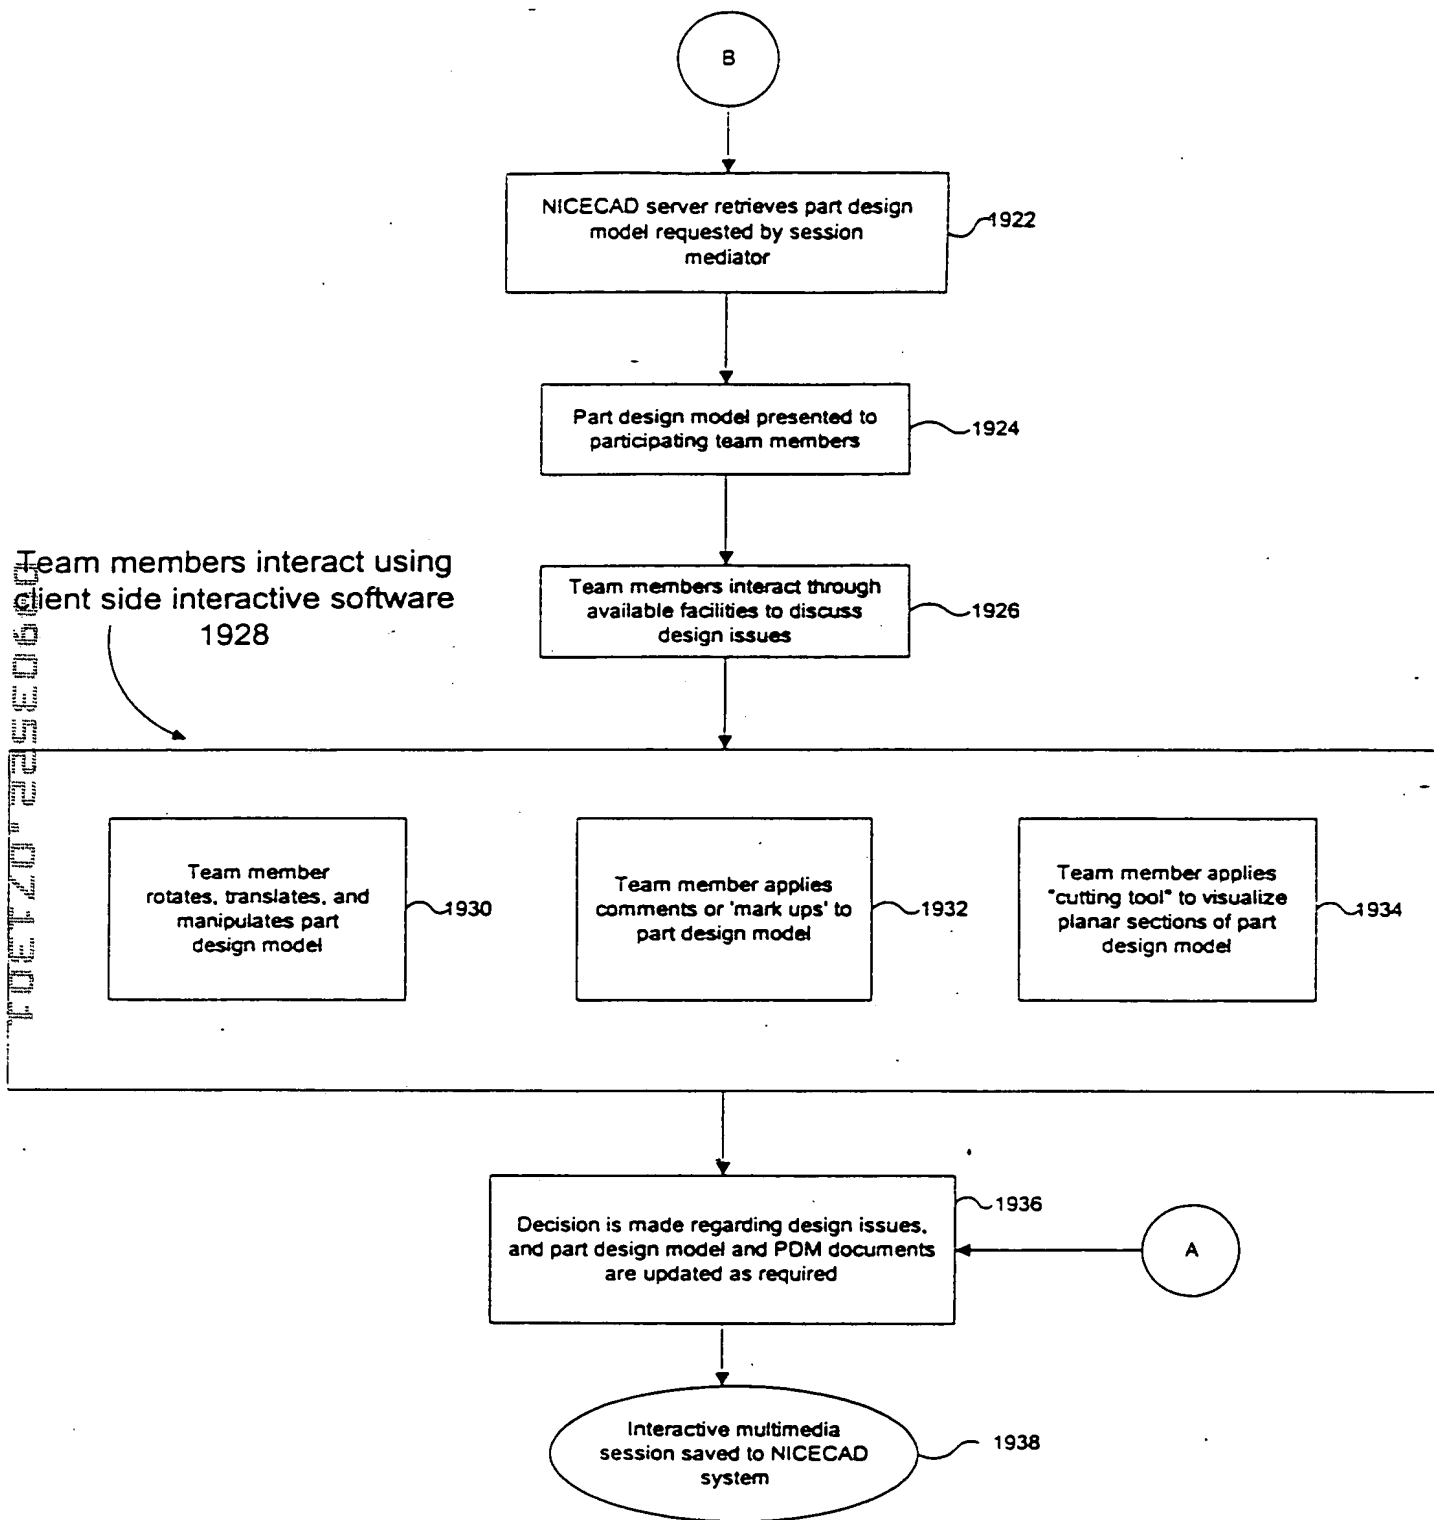 B
NICECAD server retrieves part design
model requested by session
mediator
1922
Part design model presented to
participating team members
1924
Team members interact using
client side interactive software
1928
Team members interact through
available facilities to discuss
design issues
1926
Team member
rotates, translates, and
manipulates part
design model
1930
Team member applies
comments or 'mark ups' to
part design model
1932
Team member applies
"cutting tool" to visualize
planar sections of part
design model
1934
Decision is made regarding design issues,
and part design model and PDM documents
are updated as required
1936
A
Interactive multimedia
session saved to NICECAD
system
1938